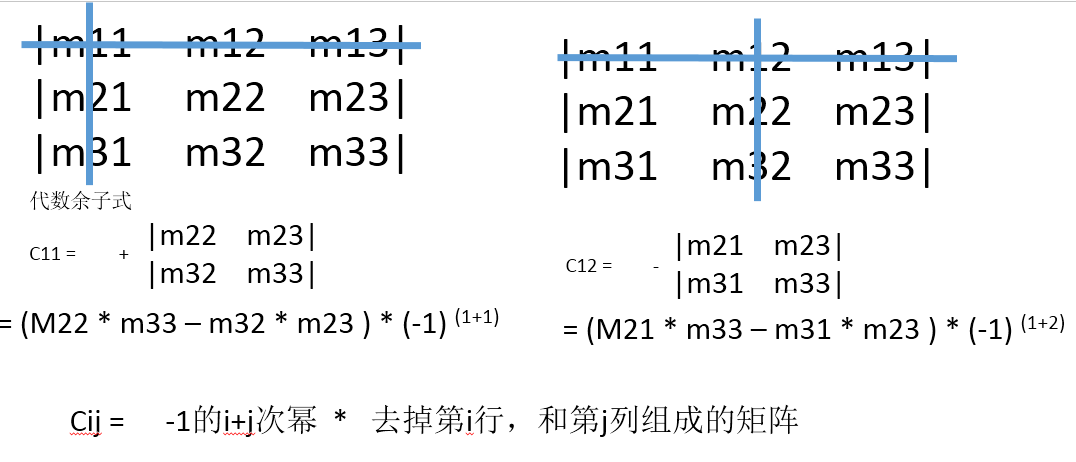 |m11 m12 m13|
|m21 m22 m23|
|m31 m32 m33|
代数余子式
C11 = + |m22 m23|
|m32 m33|
= (M22 * m33 – m32 * m23 ) * (-1) (1+1)
|m11 m12 m13|
|m21 m22 m23|
|m31 m32 m33|
C12 = - |m21 m23|
|m31 m33|
= (M21 * m33 – m31 * m23 ) * (-1) (1+2)
Cij = -1的i+j次幂 * 去掉第i行，和第j列组成的矩阵